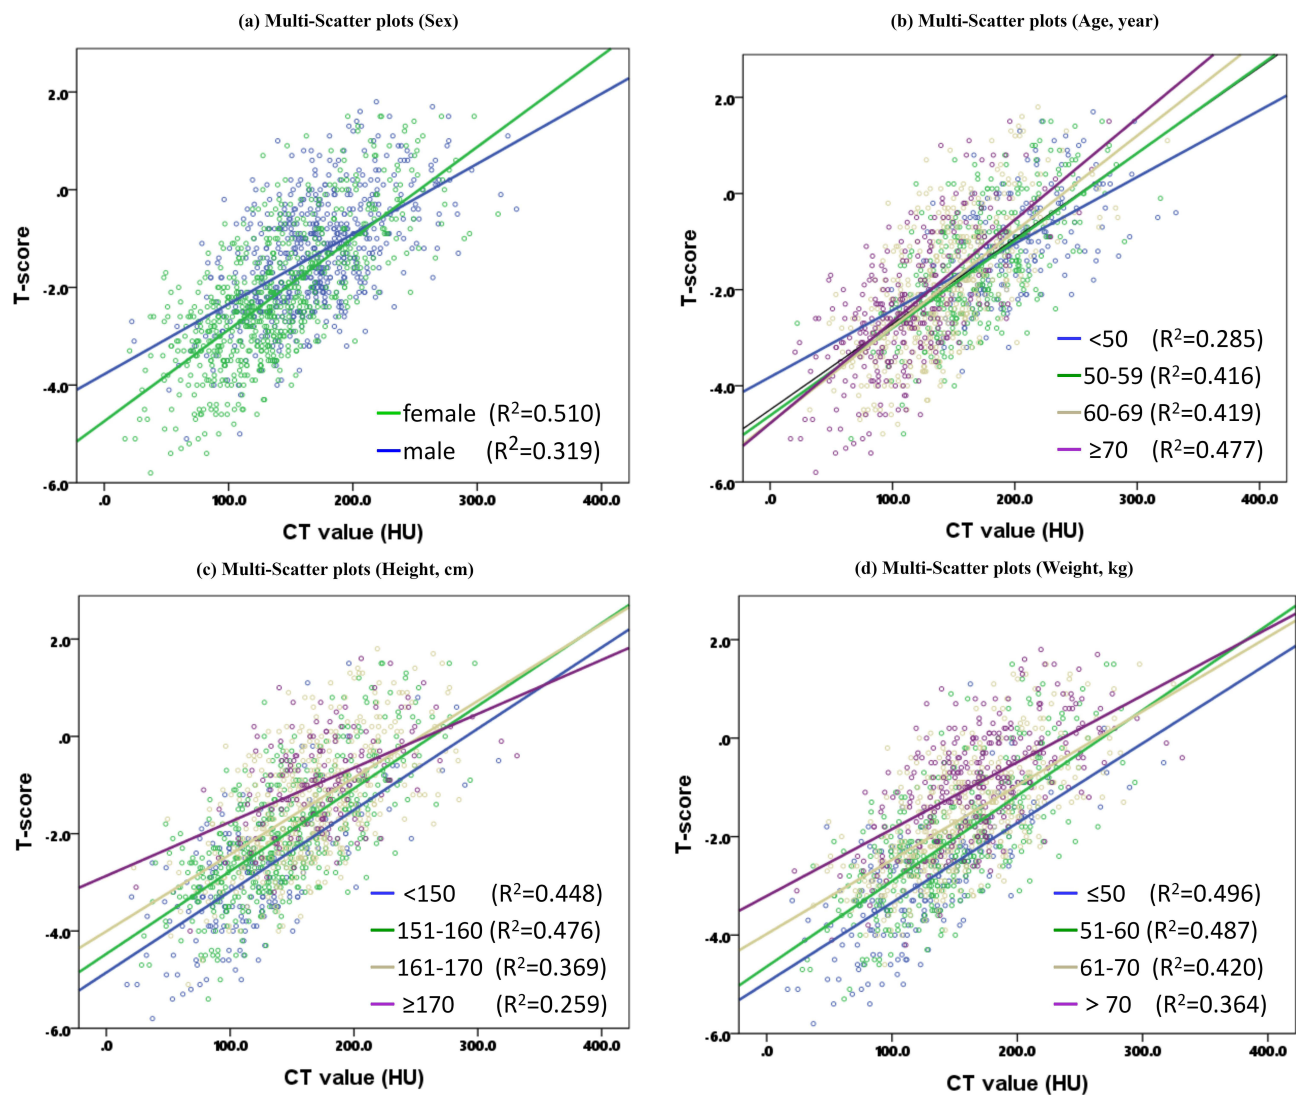 (a) Multi-Scatter plots (Sex)
2.0
.0
-2.0
-4.0
-6.0
T-score
female (R²=0.510)
male (R²=0.319)
.0 100.0 200.0 300.0 400.0
CT value (HU)
(b) Multi-Scatter plots (Age, year)
2.0
.0
-2.0
-4.0
-6.0
T-score
<50 (R²=0.285)
50-59 (R²=0.416)
60-69 (R²=0.419)
≥70 (R²=0.477)
.0 100.0 200.0 300.0 400.0
CT value (HU)
(c) Multi-Scatter plots (Height, cm)
2.0
.0
-2.0
-4.0
-6.0
T-score
<150 (R²=0.448)
151-160 (R²=0.476)
161-170 (R²=0.369)
≥170 (R²=0.259)
.0 100.0 200.0 300.0 400.0
CT value (HU)
(d) Multi-Scatter plots (Weight, kg)
2.0
.0
-2.0
-4.0
-6.0
T-score
≤50 (R²=0.496)
51-60 (R²=0.487)
61-70 (R²=0.420)
> 70 (R²=0.364)
.0 100.0 200.0 300.0 400.0
CT value (HU)